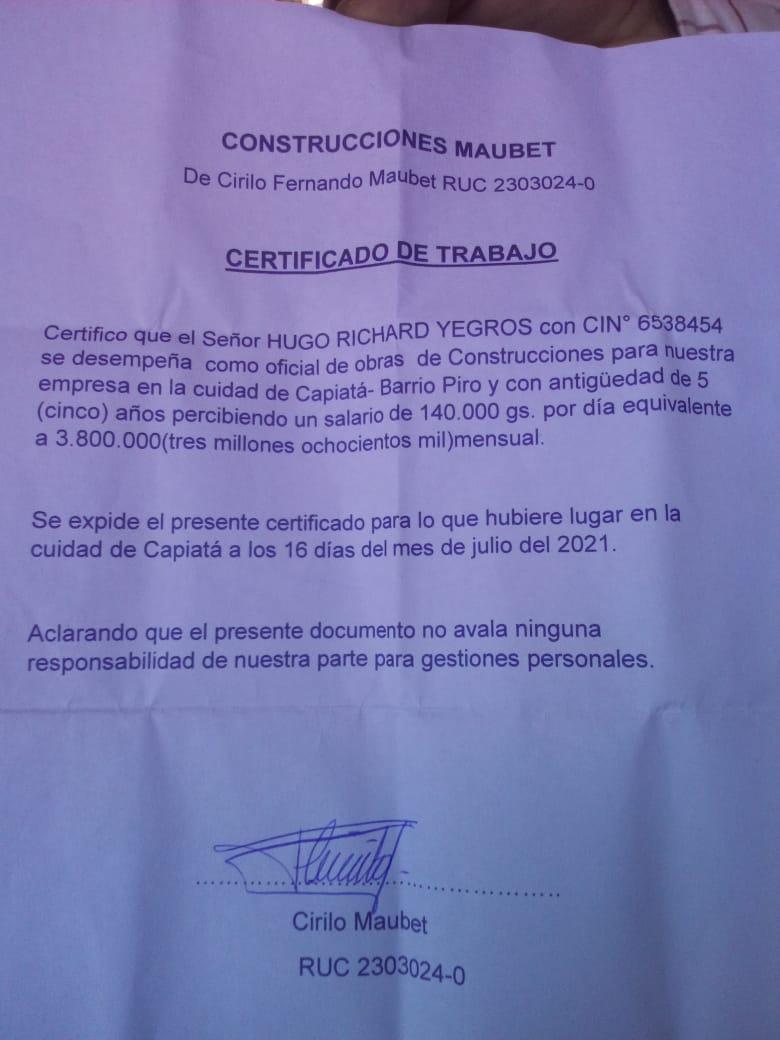 CONSTRUCCIONES MAUBET
De Cirilo Fernando Maubet RUC 2303024-0
CERTIFICADO DE TRABAJO
Certifico que el Señor HUGO RICHARD YEGROS con CIN° 6538454
se desempeña como oficial de obras de Construcciones para nuestra
empresa en la cuidad de Capiatá- Barrio Piro y con antigüedad de 5
(cinco) años percibiendo un salario de 140.000 gs. por día equivalente
a 3.800.000(tres millones ochocientos mil)mensual.
Se expide el presente certificado para lo que hubiere lugar en la
cuidad de Capiatá a los 16 días del mes de julio del 2021.
Aclarando que el presente documento no avala ninguna
responsabilidad de nuestra parte para gestiones personales.
Cirilo Maubet
RUC 2303024-0